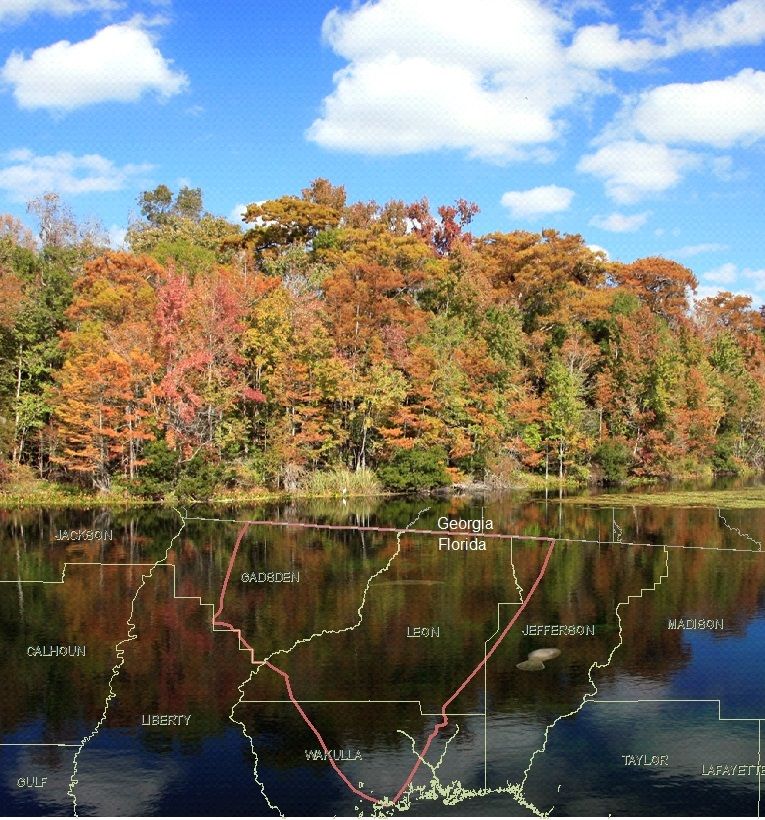 Georgia
Florida
JACKSON
GADSDEN
LEON
JEFFERSON
MADISON
CALHOUN
LIBERTY
WAKULLA
TAYLOR
LAFAYETTE
GULF